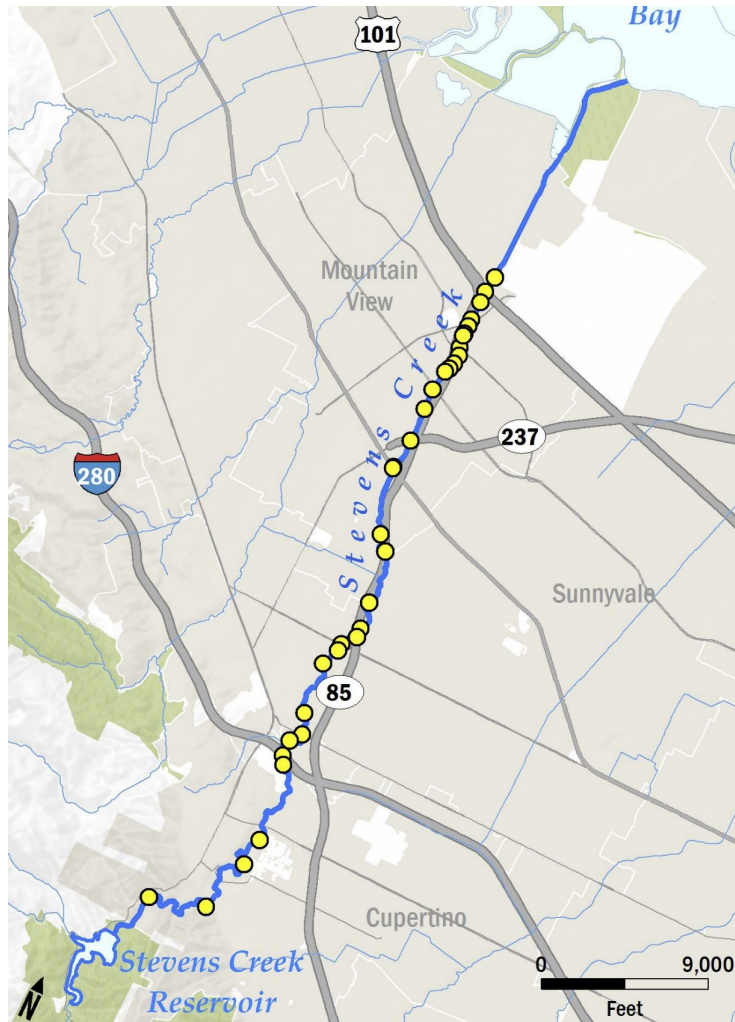 Bay
101
Mountain
View
Stevens Creek
237
280
Sunnyvale
85
Cupertino
Stevens Creek
Reservoir
N
0 9,000
Feet